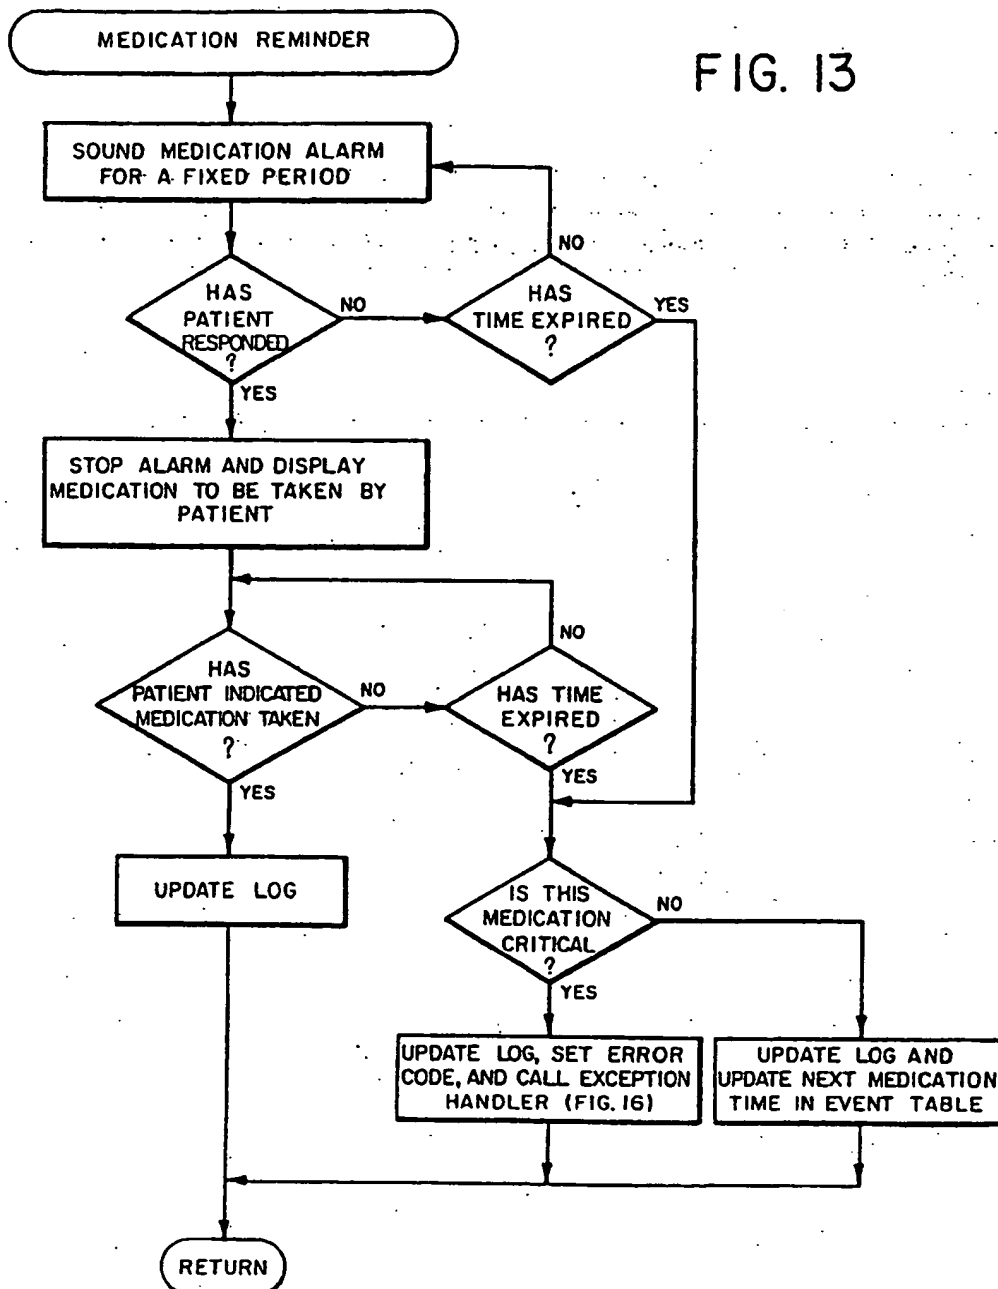 MEDICATION REMINDER
FIG. 13
SOUND MEDICATION ALARM
FOR A FIXED PERIOD
NO
HAS
PATIENT
RESPONDED
?
NO
HAS
TIME EXPIRED
?
YES
YES
STOP ALARM AND DISPLAY
MEDICATION TO BE TAKEN BY
PATIENT
NO
HAS
PATIENT INDICATED
MEDICATION TAKEN
?
NO
HAS TIME
EXPIRED
?
YES
YES
UPDATE LOG
IS THIS
MEDICATION
CRITICAL
?
NO
YES
UPDATE LOG, SET ERROR
CODE, AND CALL EXCEPTION
HANDLER (FIG. 16)
UPDATE LOG AND
UPDATE NEXT MEDICATION
TIME IN EVENT TABLE
RETURN